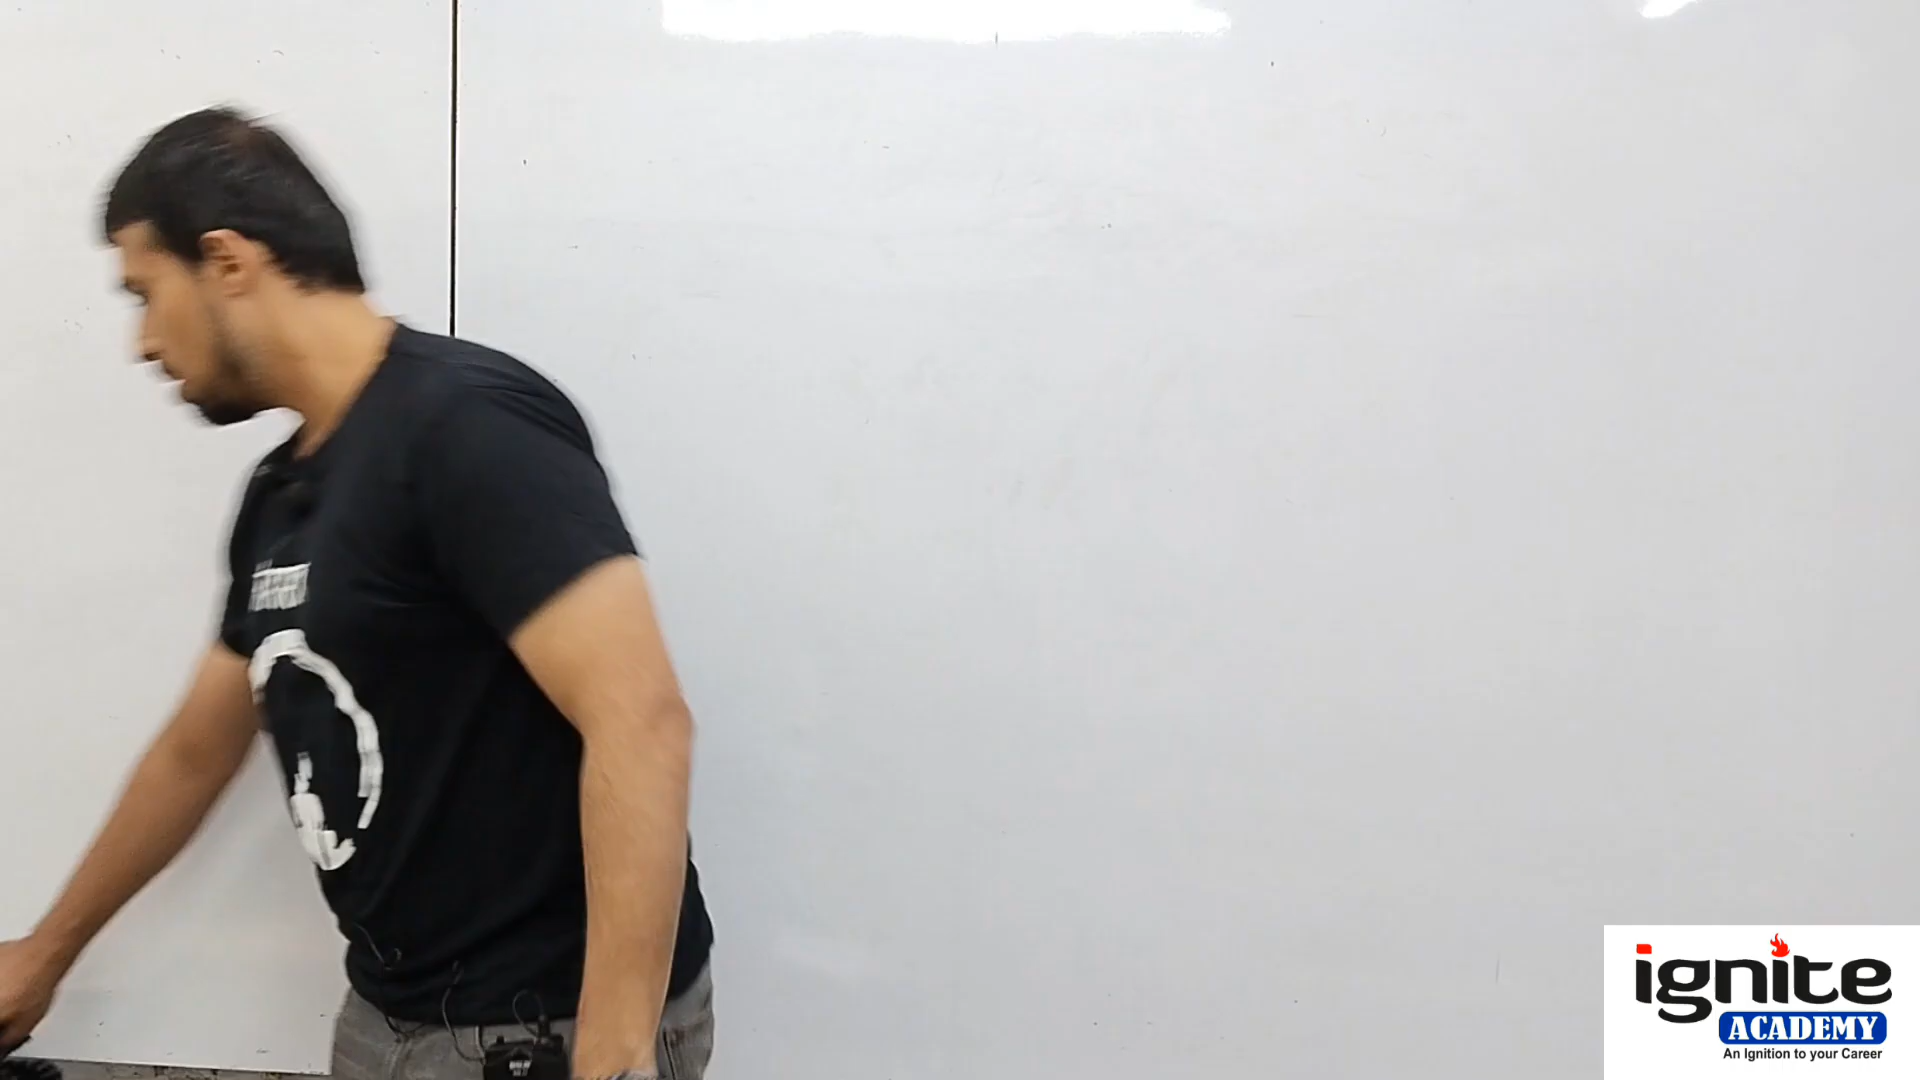 ignite
ACADEMY
An Ignition to your Career